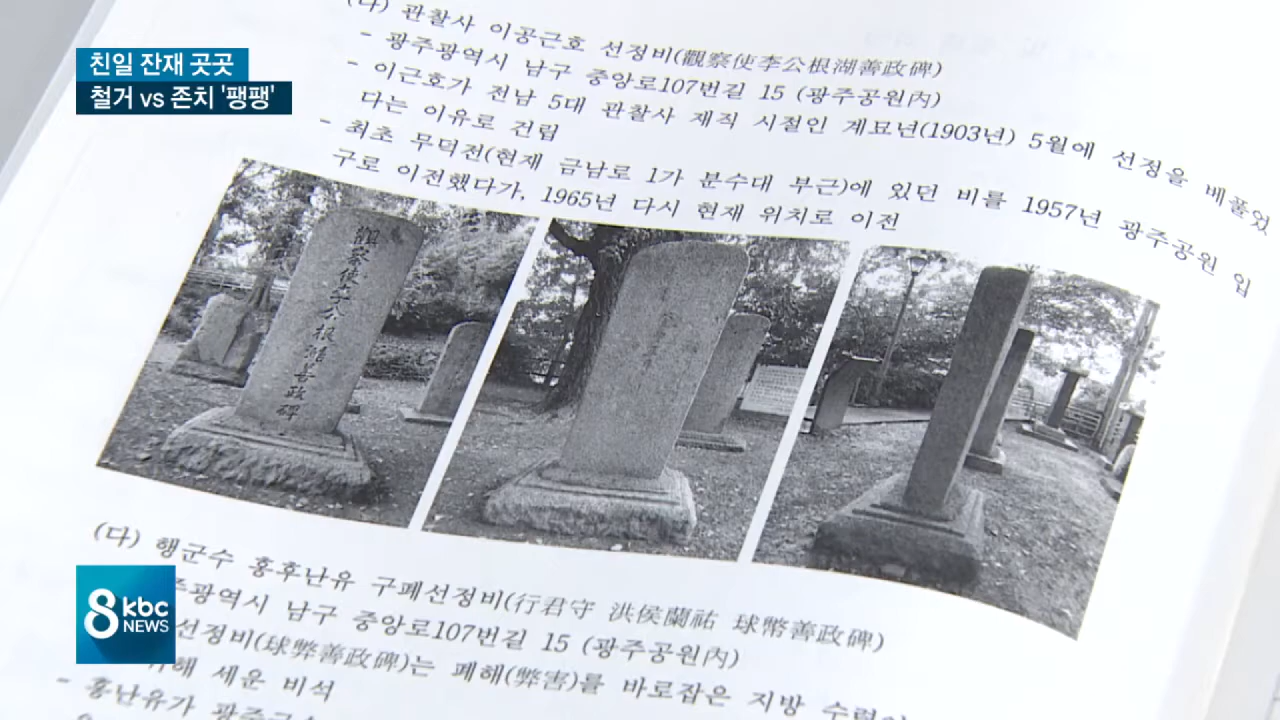 친일 잔재 곳곳
철거 vs 존치 '팽팽'
(나) 관찰사 이공근호 선정비(觀察使李公根湖善政碑)
- 광주광역시 남구 중앙로107번길 15 (광주공원內)
- 이근호가 전남 5대 관찰사 재직 시절인 계묘년(1903년) 5월에 선정을 베풀었
다는 이유로 건립
- 최초 무덕전(현재 금남로 1가 분수대 부근)에 있던 비를 1957년 광주공원 입
구로 이전했다가, 1965년 다시 현재 위치로 이전
觀察使李公根湖善政碑
(다) 행군수 홍후난유 구폐선정비(行君守 洪侯蘭祐 球幣善政碑)
광주광역시 남구 중앙로107번길 15 (광주공원內)
선정비(球弊善政碑)는 폐해(弊害)를 바로잡은 지방 수령이
위해 세운 비석
- 홍난유가 광주군수
8 kbc
NEWS